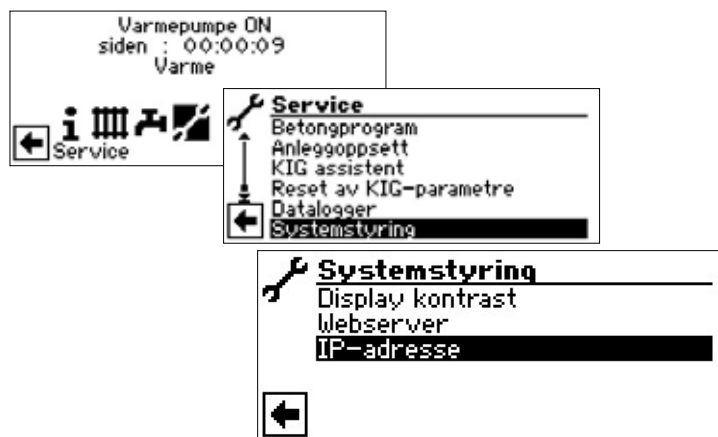 Varmepumpe ON
siden : 00:00:09
Varme
Service
Service
Betongprogram
Anleggoppsett
KIG assistent
Reset av KIG-parametre
Datalogger
Systemstyring
Systemstyring
Display kontrast
Webserver
IP-adresse